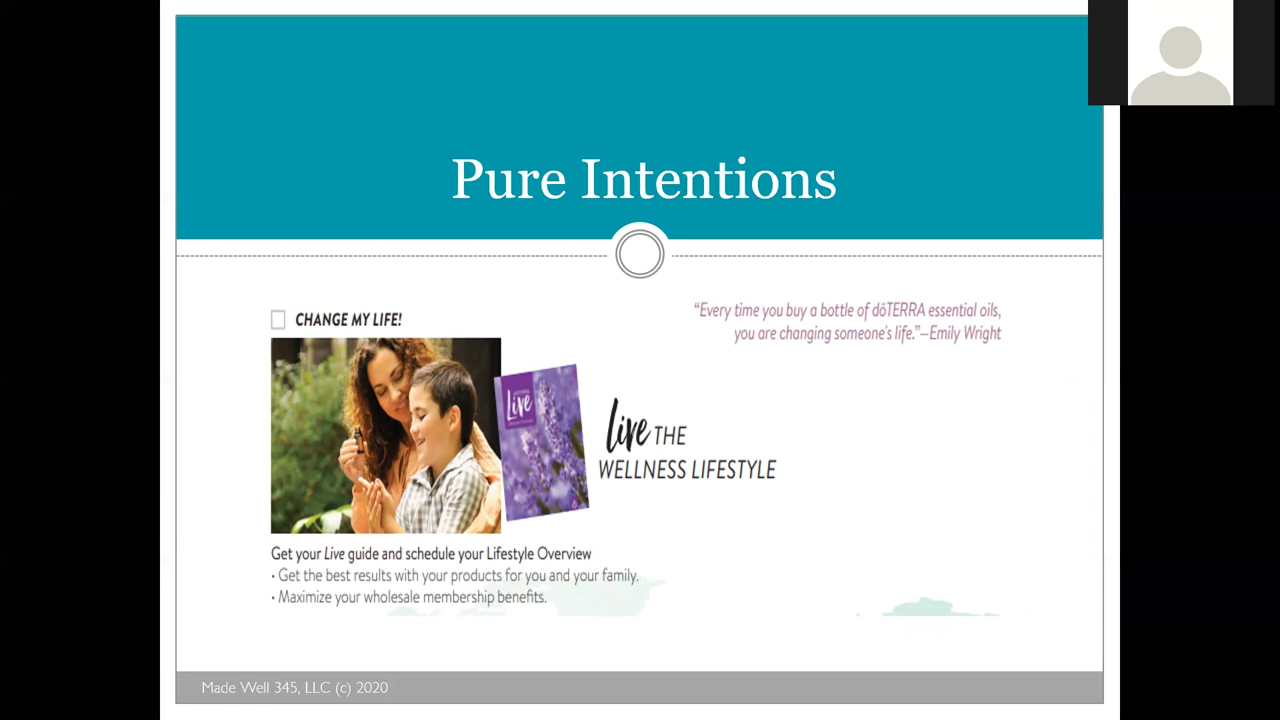 Pure Intentions
CHANGE MY LIFE!
“Every time you buy a bottle of dōTERRA essential oils,
you are changing someone's life.”—Emily Wright
Live
Live THE
WELLNESS LIFESTYLE
Get your Live guide and schedule your Lifestyle Overview
• Get the best results with your products for you and your family.
• Maximize your wholesale membership benefits.
Made Well 345, LLC (c) 2020